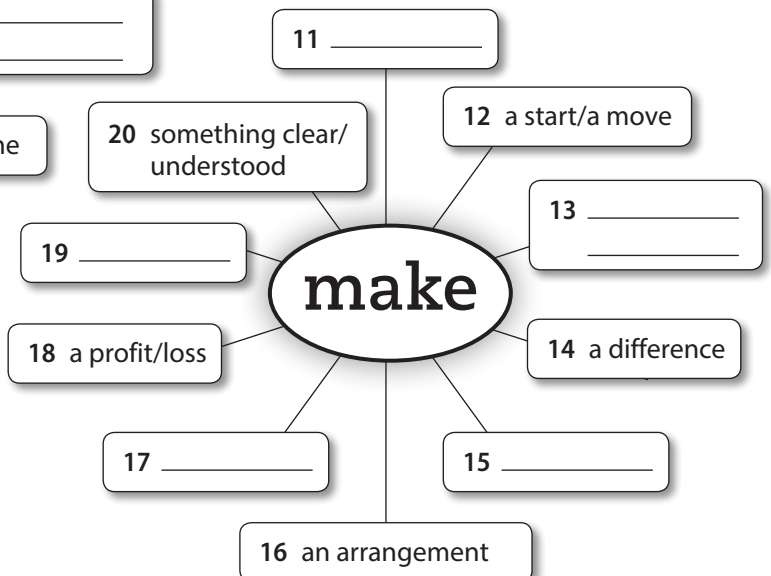 11
12 a start/a move
20 something clear/
understood
ne
13
19
make
18 a profit/loss
14 a difference
17
15
16 an arrangement